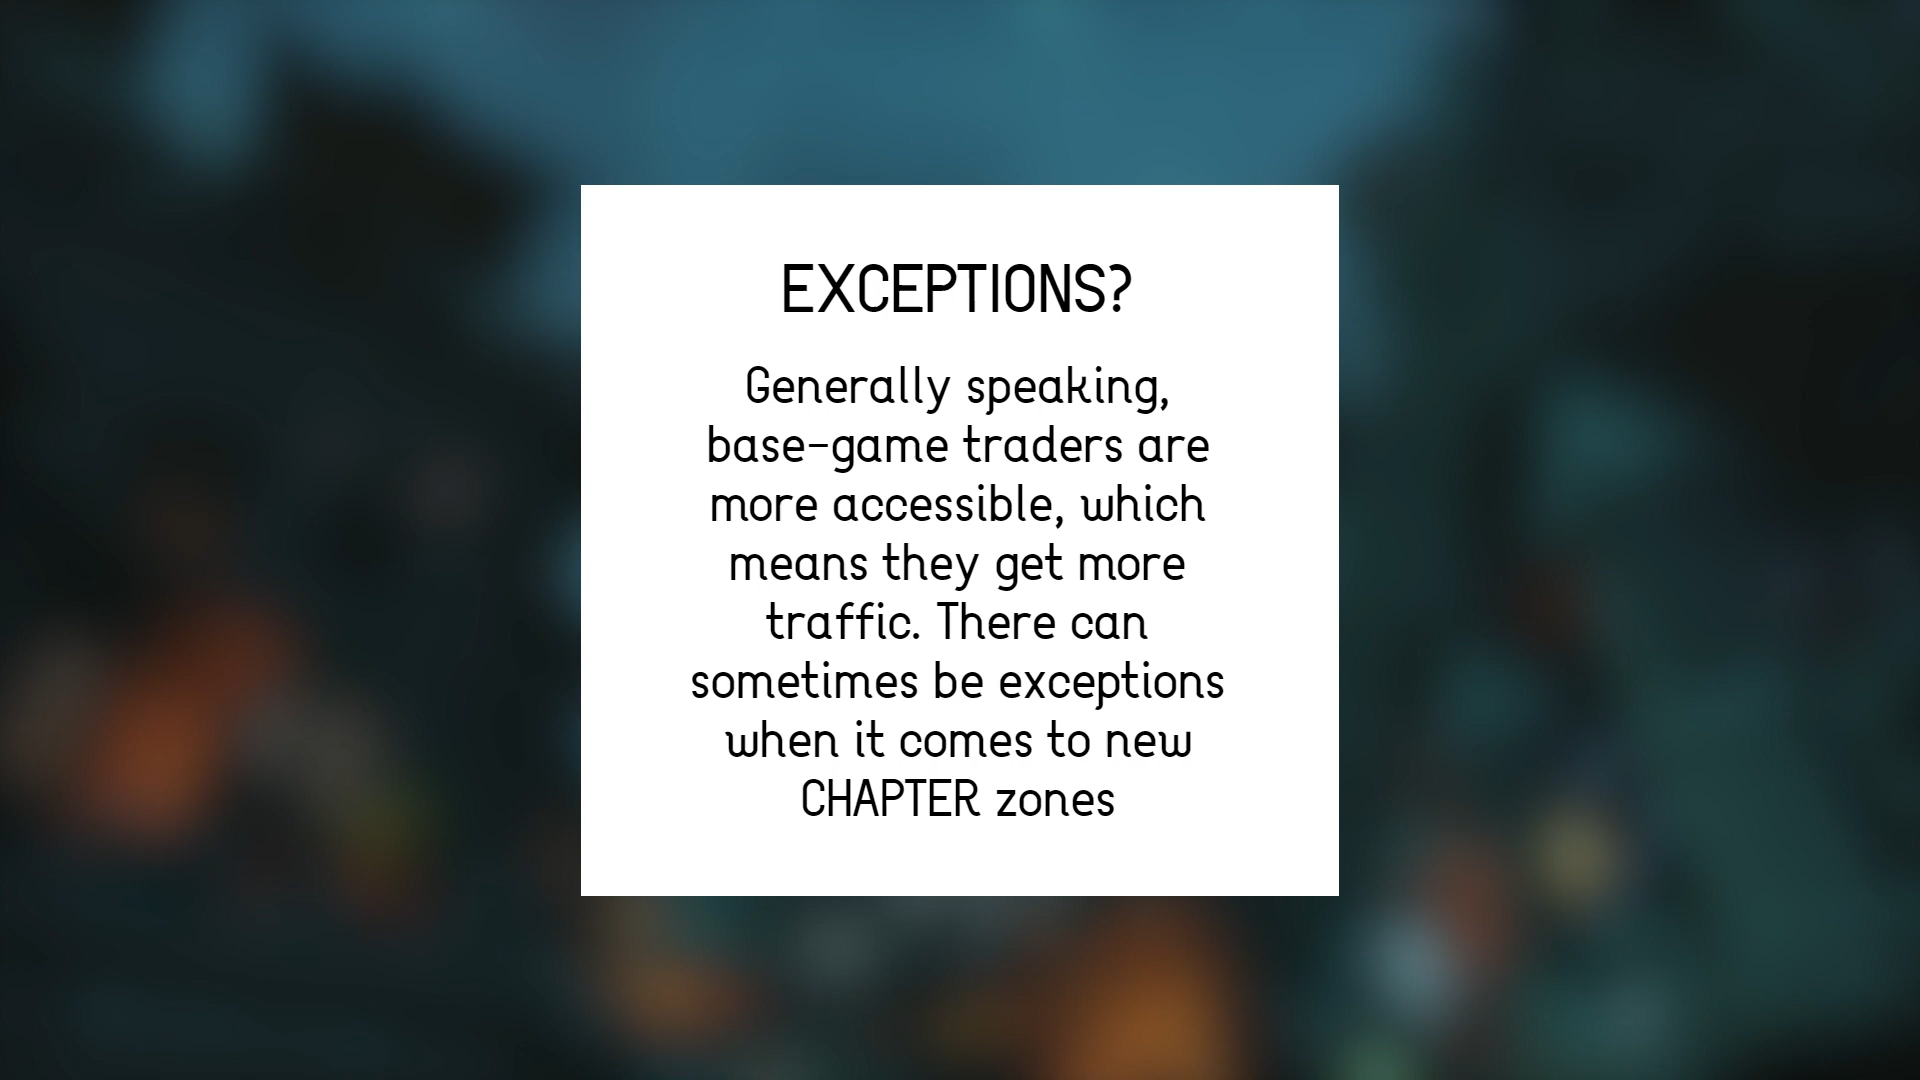 EXCEPTIONS?
Generally speaking,
base-game traders are
more accessible, which
means they get more
traffic. There can
sometimes be exceptions
when it comes to new
CHAPTER zones